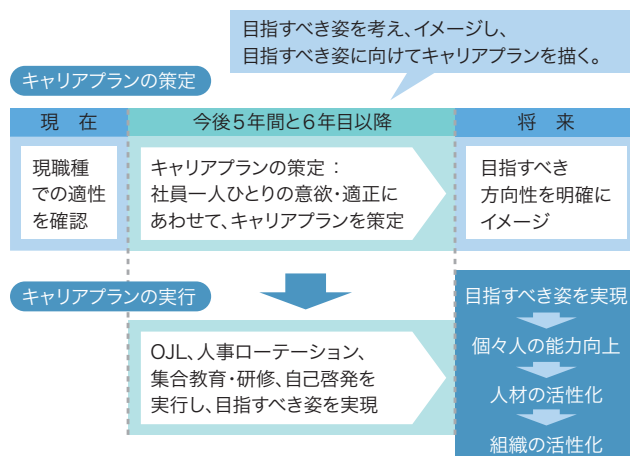 目指すべき姿を考え、イメージし、
目指すべき姿に向けてキャリアプランを描く。
キャリアプランの策定
現 在
今後5年間と6年目以降
将 来
現職種
での適性
を確認
キャリアプランの策定：
社員一人ひとりの意欲・適正に
あわせて、キャリアプランを策定
目指すべき
方向性を明確に
イメージ
キャリアプランの実行
OJL、人事ローテーション、
集合教育・研修、自己啓発を
実行し、目指すべき姿を実現
目指すべき姿を実現
個々人の能力向上
人材の活性化
組織の活性化